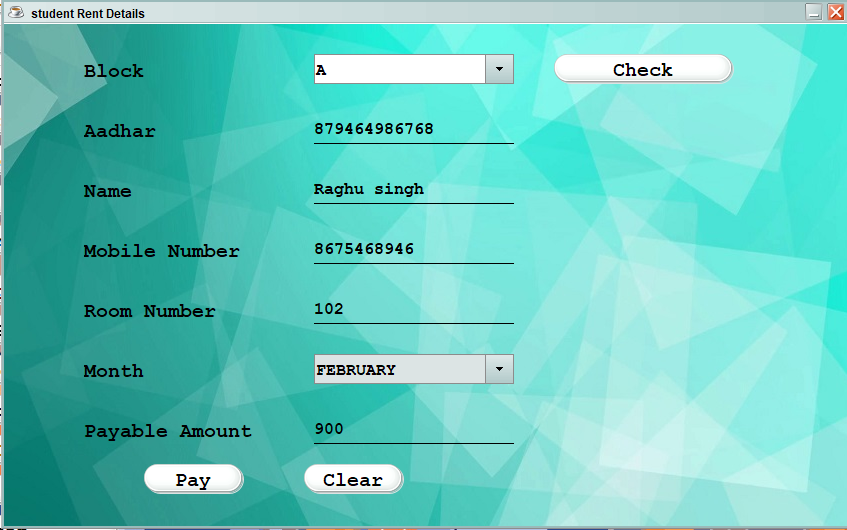 student Rent Details
Block A Check
Aadhar 879464986768
Name Raghu singh
Mobile Number 8675468946
Room Number 102
Month FEBRUARY
Payable Amount 900
Pay Clear